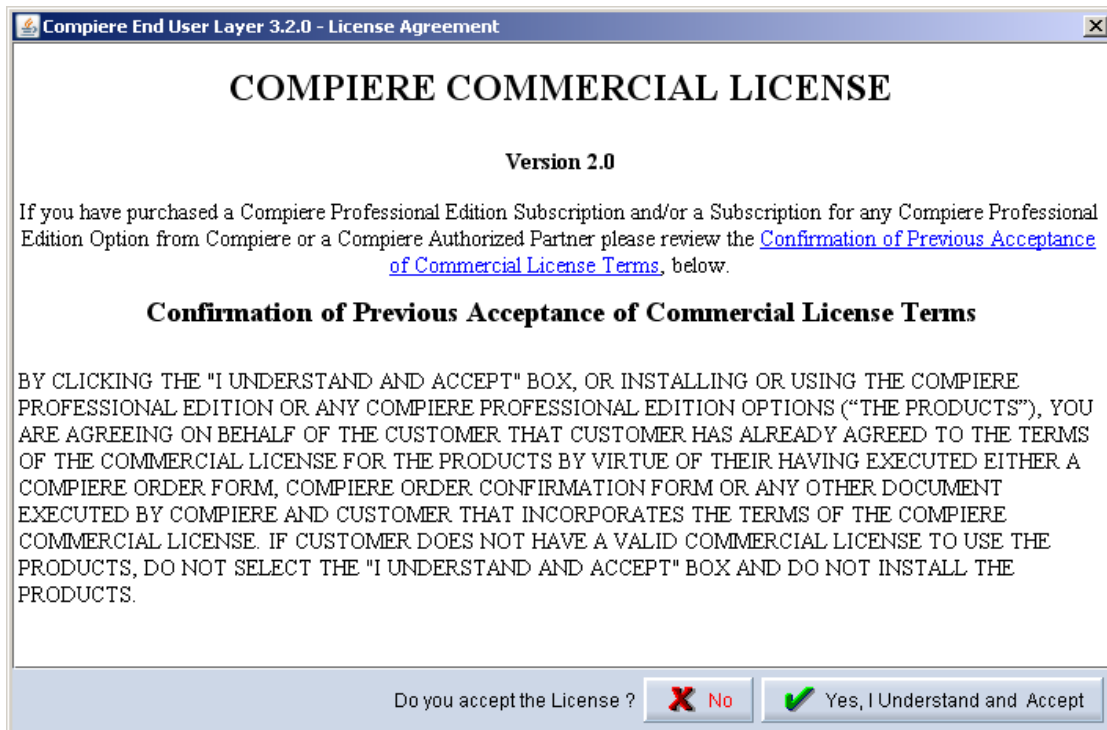 Compiere End User Layer 3.2.0 - License Agreement
COMPIERE COMMERCIAL LICENSE
Version 2.0
If you have purchased a Compiere Professional Edition Subscription and/or a Subscription for any Compiere Professional
Edition Option from Compiere or a Compiere Authorized Partner please review the Confirmation of Previous Acceptance
of Commercial License Terms, below.
Confirmation of Previous Acceptance of Commercial License Terms
BY CLICKING THE "I UNDERSTAND AND ACCEPT" BOX, OR INSTALLING OR USING THE COMPIERE
PROFESSIONAL EDITION OR ANY COMPIERE PROFESSIONAL EDITION OPTIONS (“THE PRODUCTS”), YOU
ARE AGREEING ON BEHALF OF THE CUSTOMER THAT CUSTOMER HAS ALREADY AGREED TO THE TERMS
OF THE COMMERCIAL LICENSE FOR THE PRODUCTS BY VIRTUE OF THEIR HAVING EXECUTED EITHER A
COMPIERE ORDER FORM, COMPIERE ORDER CONFIRMATION FORM OR ANY OTHER DOCUMENT
EXECUTED BY COMPIERE AND CUSTOMER THAT INCORPORATES THE TERMS OF THE COMPIERE
COMMERCIAL LICENSE. IF CUSTOMER DOES NOT HAVE A VALID COMMERCIAL LICENSE TO USE THE
PRODUCTS, DO NOT SELECT THE "I UNDERSTAND AND ACCEPT" BOX AND DO NOT INSTALL THE
PRODUCTS.
Do you accept the License ? No Yes, I Understand and Accept